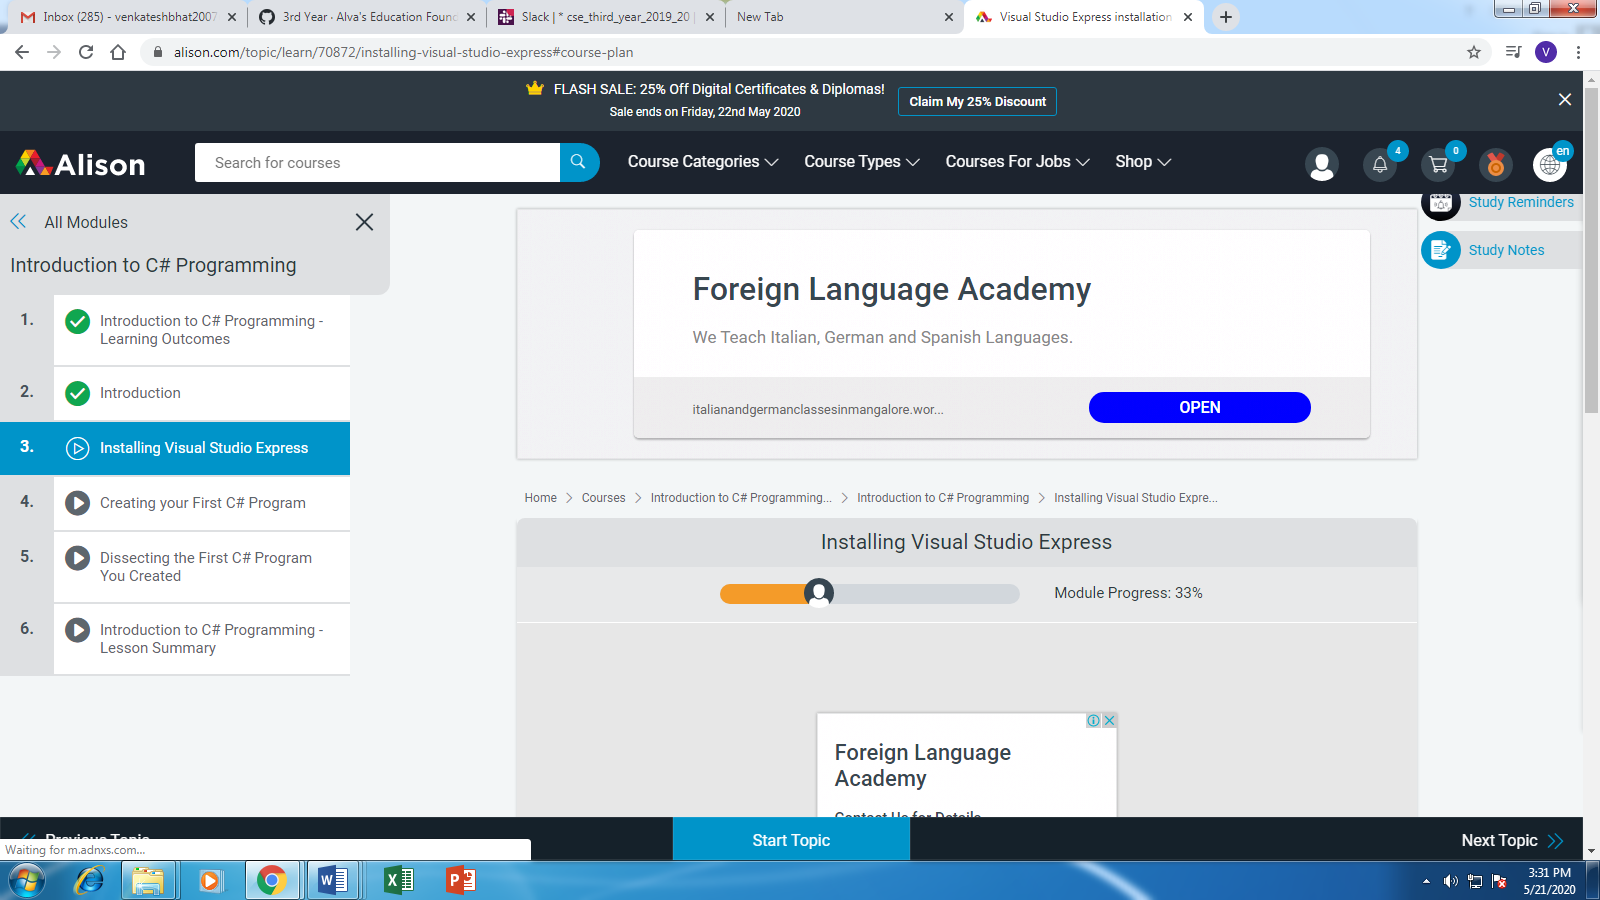 Inbox (285) - venkateshbhat2007
3rd Year · Alva's Education Found
Slack | * cse_third_year_2019_20 |
New Tab
Visual Studio Express installation
alison.com/topic/learn/70872/installing-visual-studio-express#course-plan
V
FLASH SALE: 25% Off Digital Certificates & Diplomas!
Sale ends on Friday, 22nd May 2020
Claim My 25% Discount
Alison
Search for courses
Course Categories
Course Types
Courses For Jobs
Shop
4
0
en
All Modules
Introduction to C# Programming
1.
Introduction to C# Programming -
Learning Outcomes
2.
Introduction
3.
Installing Visual Studio Express
4.
Creating your First C# Program
5.
Dissecting the First C# Program
You Created
6.
Introduction to C# Programming -
Lesson Summary
Study Reminders
Study Notes
Foreign Language Academy
We Teach Italian, German and Spanish Languages.
italianandgermanclassesinmangalore.wor...
OPEN
Home
Courses
Introduction to C# Programming...
Introduction to C# Programming
Installing Visual Studio Expre...
Installing Visual Studio Express
Module Progress: 33%
Foreign Language
Academy
Contact Us for Details
Previous Topic
Start Topic
Next Topic
Waiting for m.adnxs.com...
3:31 PM
5/21/2020